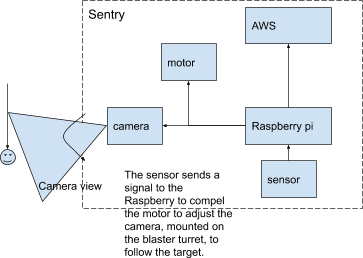 Sentry
AWS
motor
camera
Raspberry pi
sensor
Camera view
The sensor sends a
signal to the
Raspberry to compel
the motor to adjust the
camera, mounted on
the blaster turret, to
follow the target.